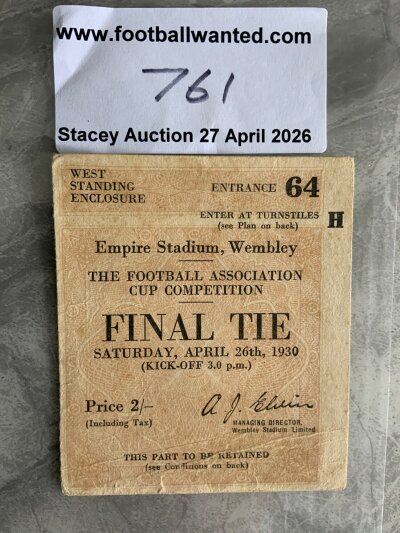 www.footballwanted.com
761
Stacey Auction 27 April 2026
WEST
STANDING
ENCLOSURE
ENTRANCE 64
ENTER AT TURNSTILES H
(see Plan on back)
Empire Stadium, Wembley
THE FOOTBALL ASSOCIATION
CUP COMPETITION
FINAL TIE
SATURDAY, APRIL 26th, 1930
(KICK-OFF 3.0 p.m.)
Price 2/-
(Including Tax)
A. J. Elvin
MANAGING DIRECTOR.
Wembley Stadium Limited
THIS PART TO BE RETAINED
(see Conditions on back)